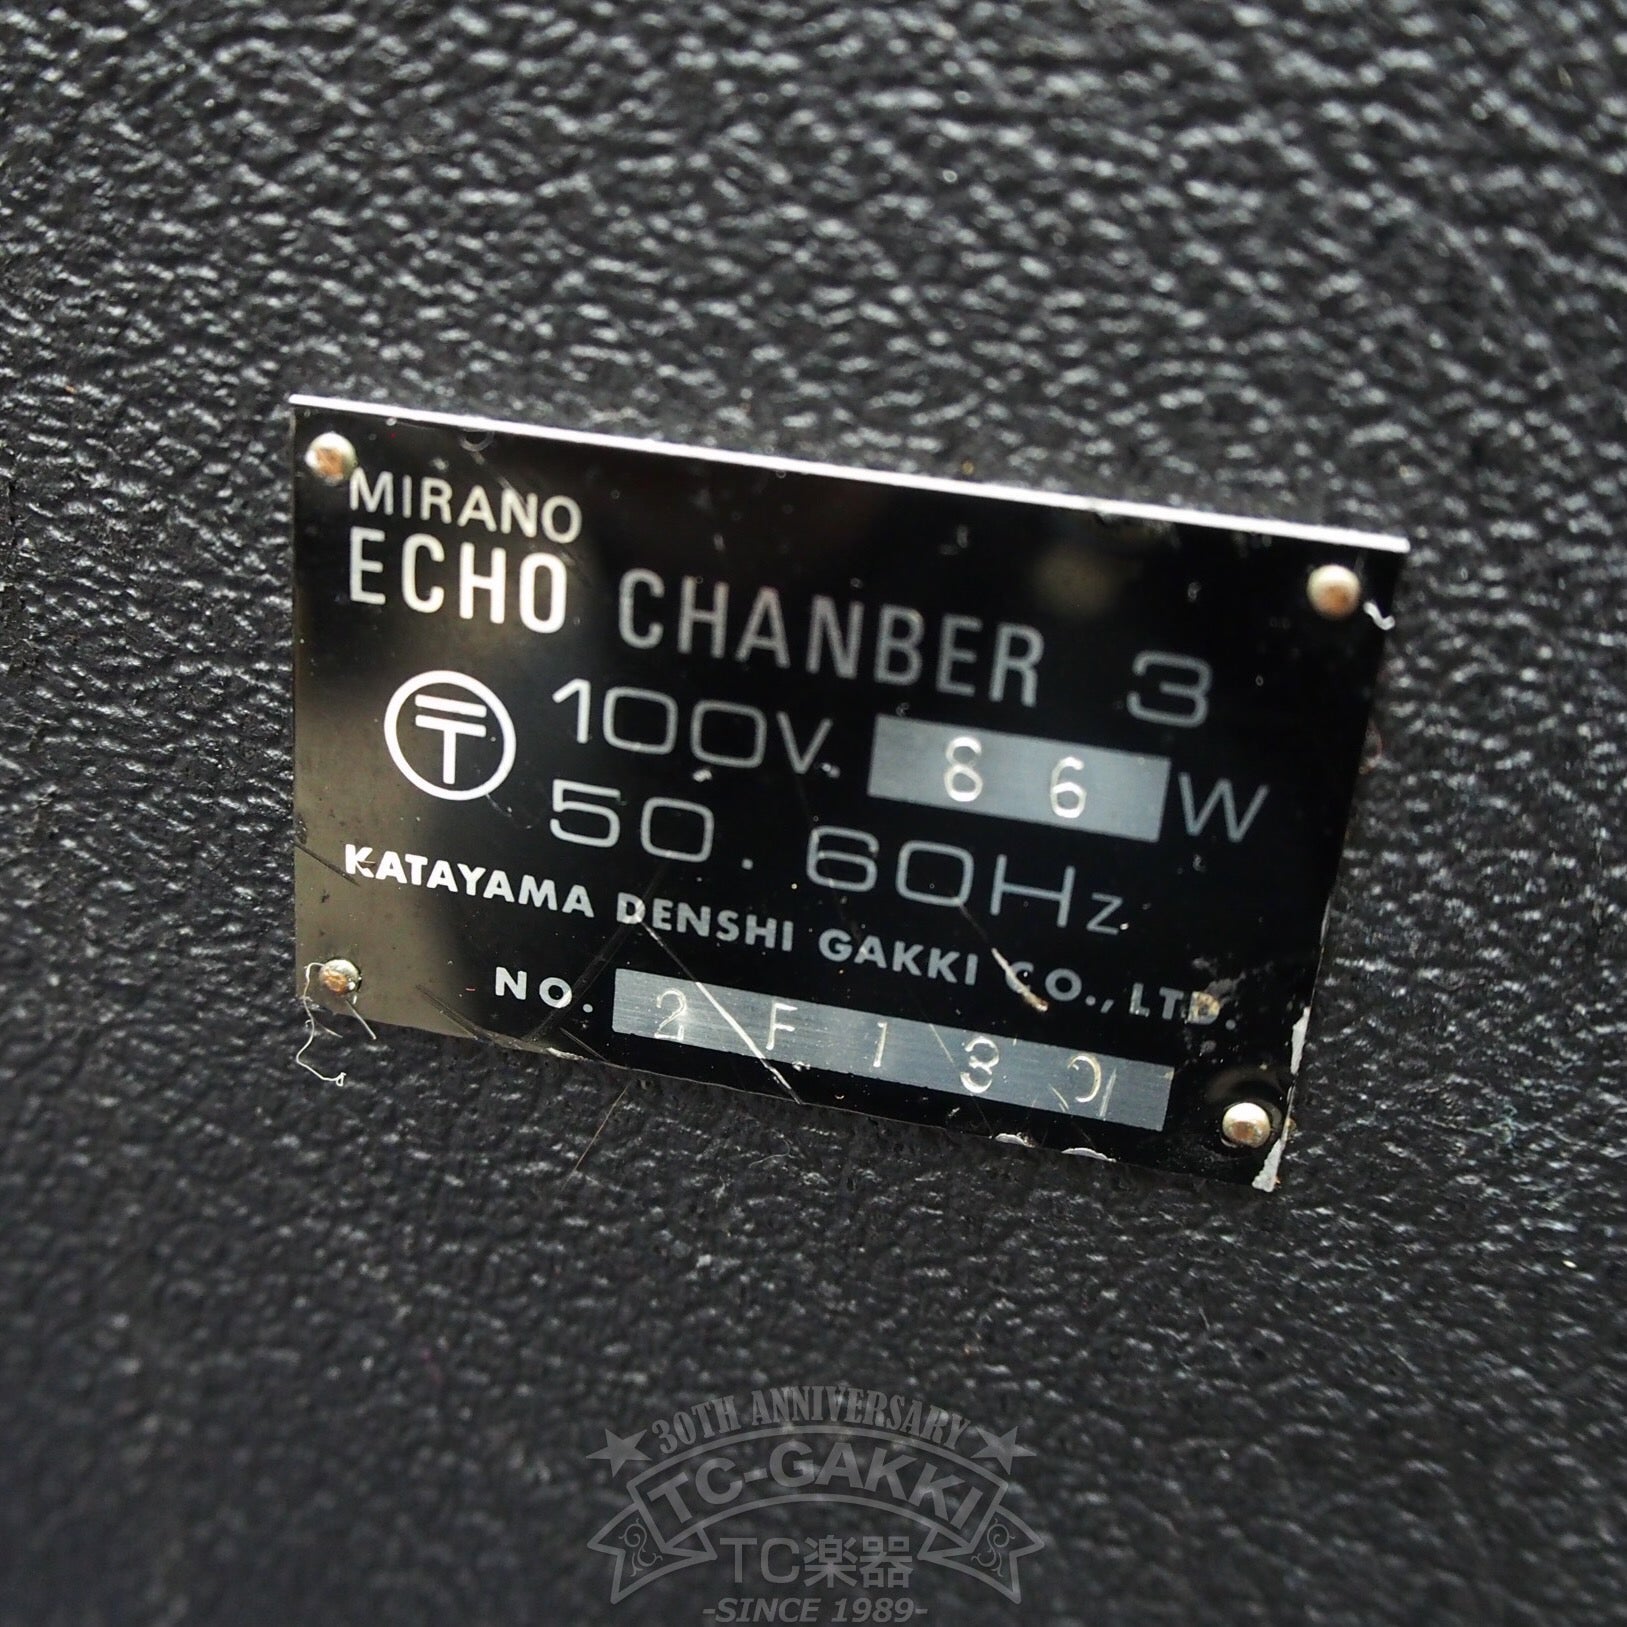 MIRANO
ECHO CHANBER 3
〶 100V. 86 W
50. 60Hz
KATAYAMA DENSHI GAKKI CO., LTD.
NO.
30TH ANNIVERSARY
TC-GAKKI
TC楽器
-SINCE 1989-